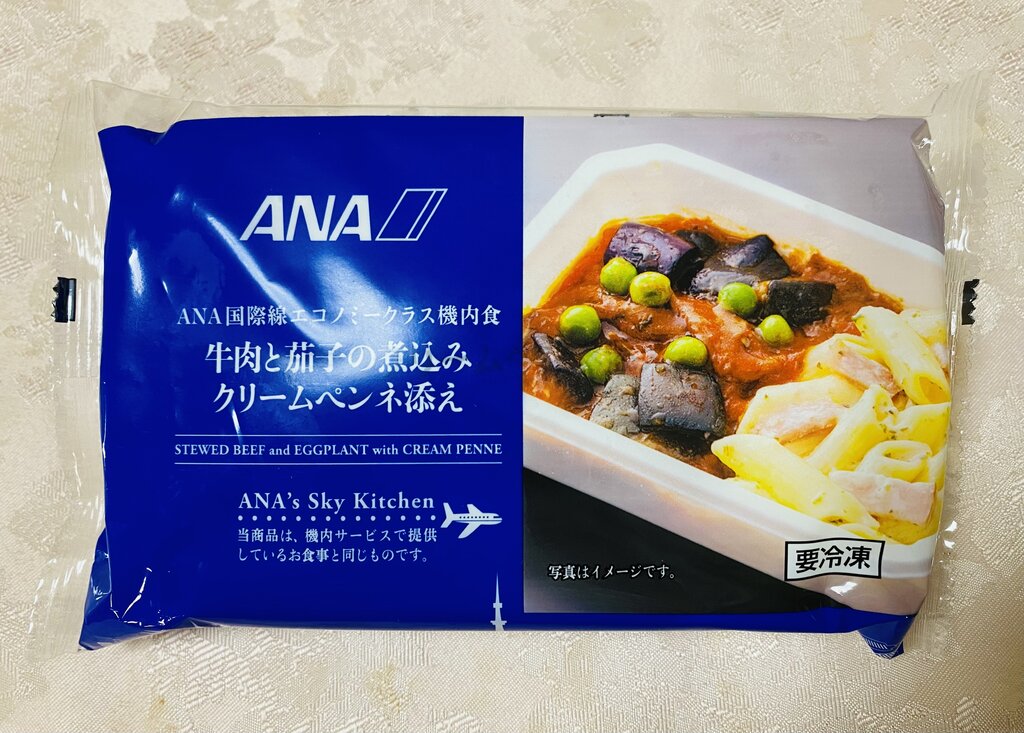 ANA
ANA国際線エコノミークラス機内食
牛肉と茄子の煮込み
クリームペンネ添え
STEWED BEEF and EGGPLANT with CREAM PENNE
ANA's Sky Kitchen
当商品は、機内サービスで提供
しているお食事と同じものです。
写真はイメージです。
要冷凍